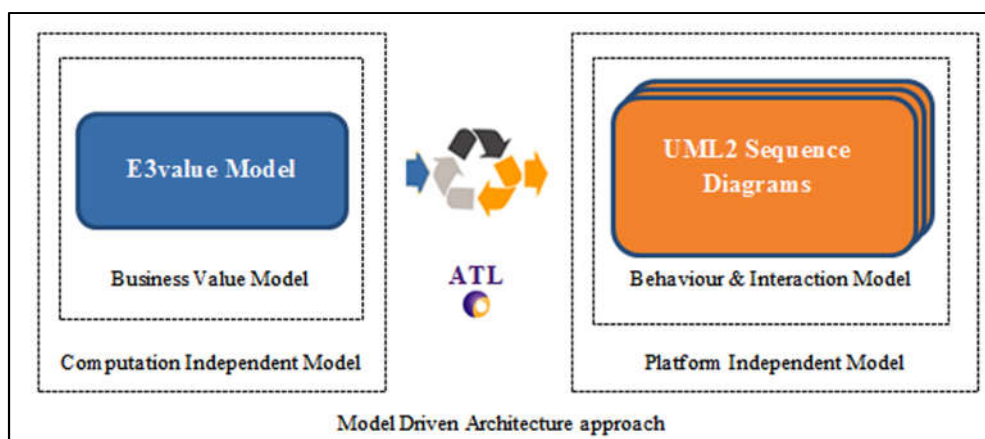 E3value Model
Business Value Model
Computation Independent Model
ATL
UML2 Sequence
Diagrams
Behaviour & Interaction Model
Platform Independent Model
Model Driven Architecture approach